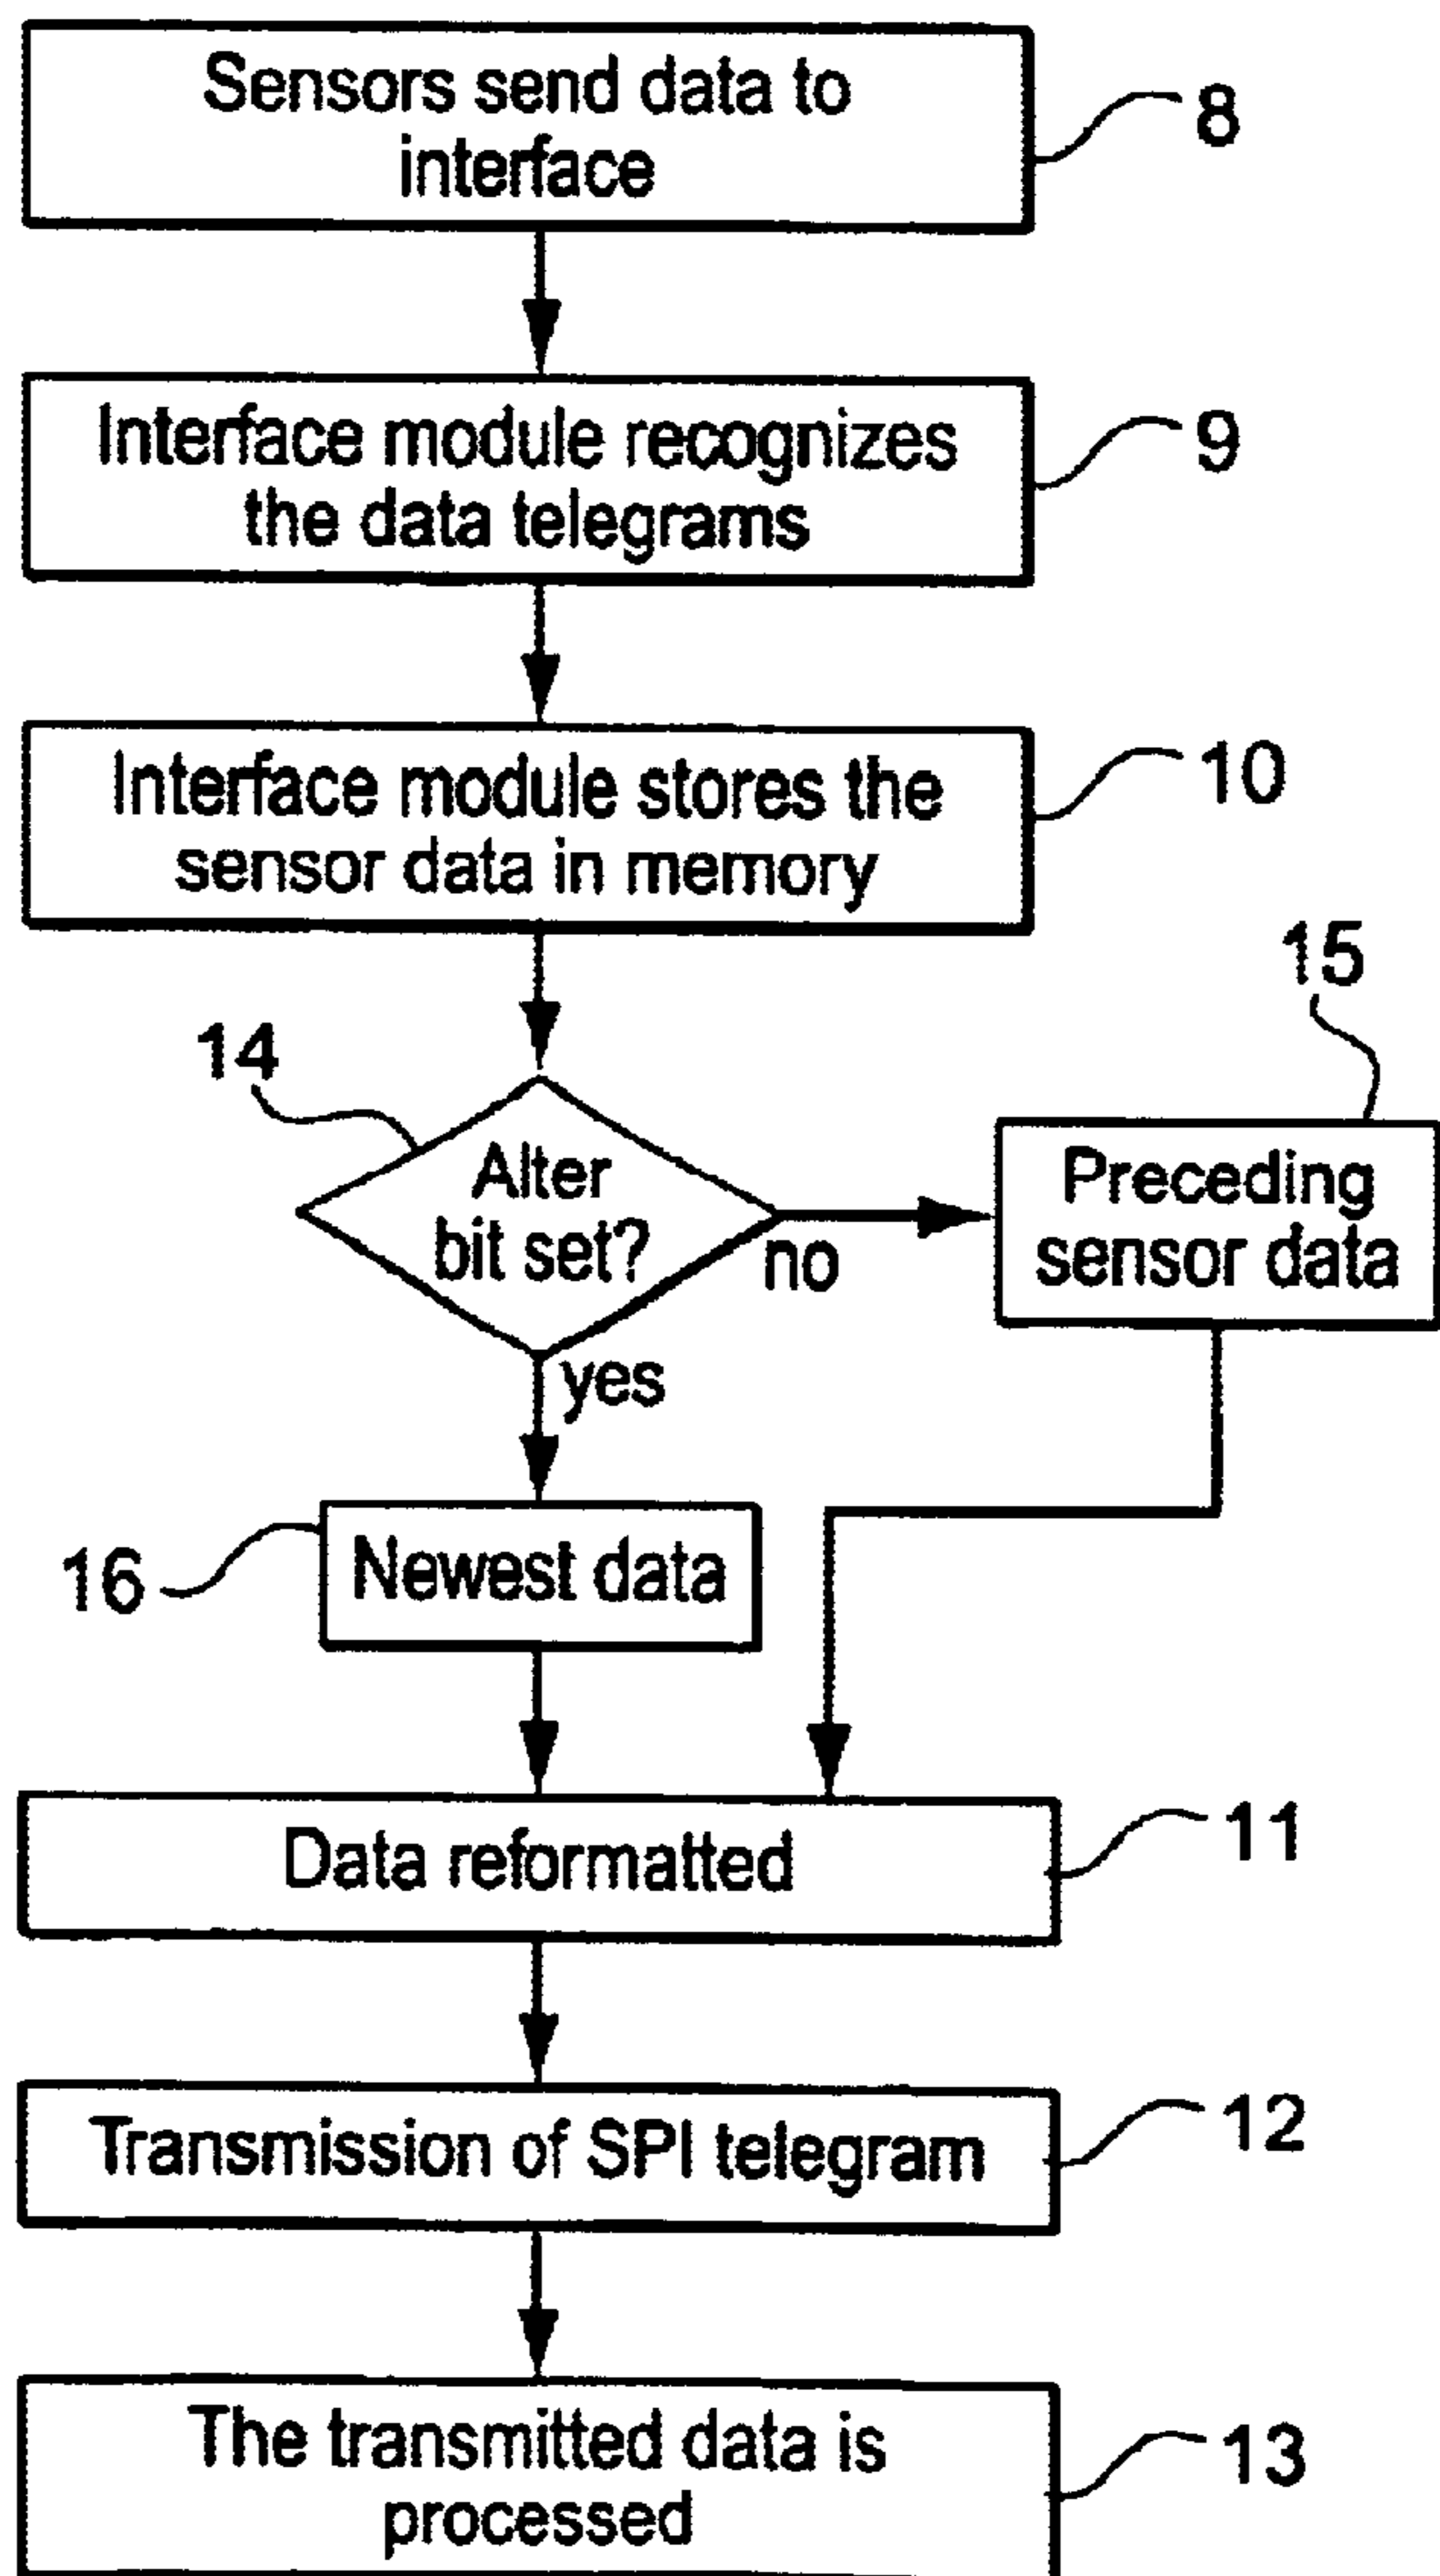 Sensors send data to
interface
8
Interface module recognizes
the data telegrams
9
Interface module stores the
sensor data in memory
10
14
Alter
bit set?
no
yes
15
Preceding
sensor data
16
Newest data
Data reformatted
11
Transmission of SPI telegram
12
The transmitted data is
processed
13